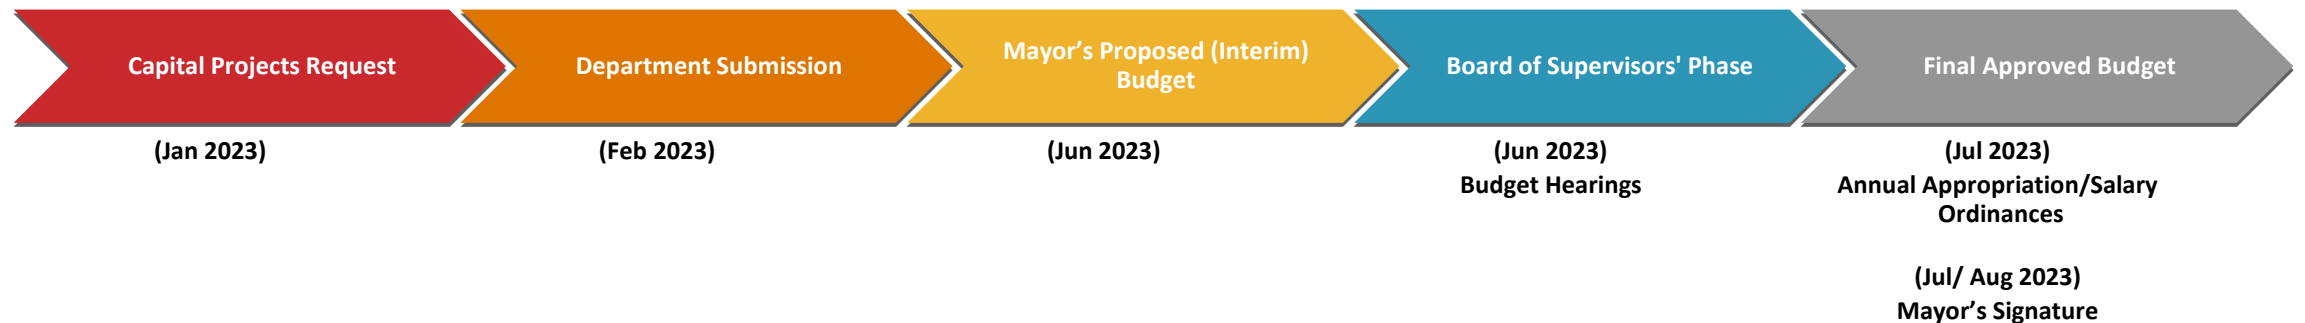 Capital Projects Request
Department Submission
Mayor’s Proposed (Interim)
Budget
Board of Supervisors' Phase
Final Approved Budget
(Jan 2023)
(Feb 2023)
(Jun 2023)
(Jun 2023)
Budget Hearings
(Jul 2023)
Annual Appropriation/Salary
Ordinances
(Jul/ Aug 2023)
Mayor’s Signature